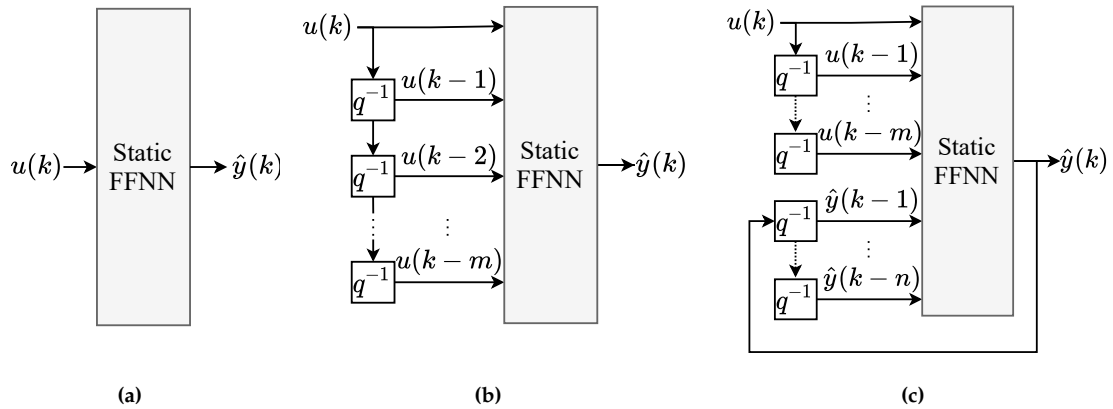 u(k)
Static
FFNN
ŷ(k)
(a)
u(k)
q⁻¹
u(k − 1)
q⁻¹
u(k − 2)
q⁻¹
u(k − m)
Static
FFNN
ŷ(k)
(b)
u(k)
q⁻¹
u(k − 1)
q⁻¹
u(k − m)
q⁻¹
ŷ(k − 1)
q⁻¹
ŷ(k − n)
Static
FFNN
ŷ(k)
(c)